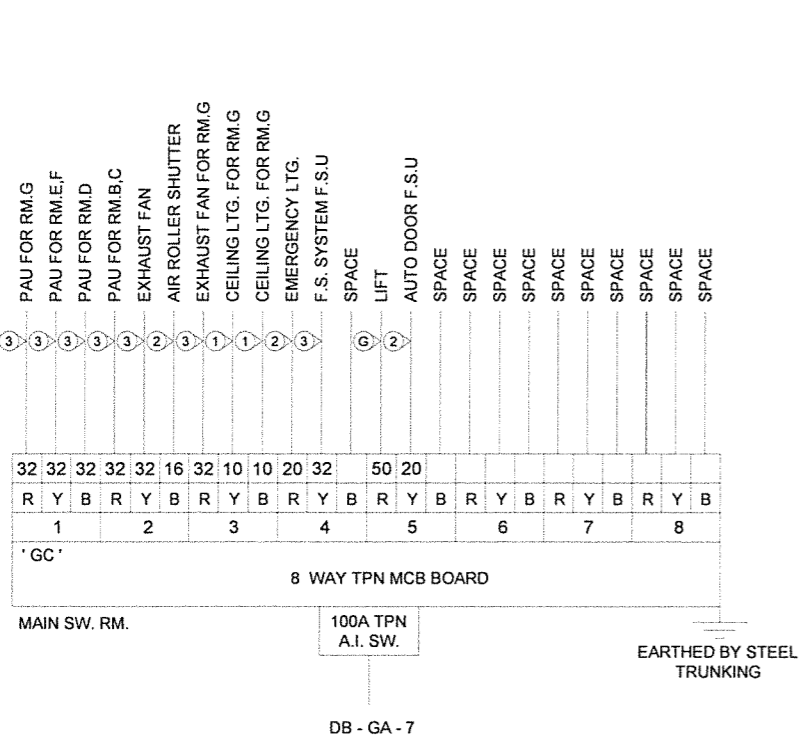 PAU FOR RM.G
PAU FOR RM.E,F
PAU FOR RM.D
PAU FOR RM.B,C
EXHAUST FAN
AIR ROLLER SHUTTER
EXHAUST FAN FOR RM.G
CEILING LTG. FOR RM.G
CEILING LTG. FOR RM.G
EMERGENCY LTG.
F.S. SYSTEM F.S.U
SPACE
LIFT
AUTO DOOR F.S.U
SPACE
SPACE
SPACE
SPACE
SPACE
SPACE
SPACE
SPACE
SPACE
SPACE
3 3 3 3 3 2 3 1 1 2 3 G 2
32 32 32 32 32 16 32 10 10 20 32 50 20
R Y B R Y B R Y B R Y B R Y B R Y B R Y B R Y B
1 2 3 4 5 6 7 8
' GC '
8 WAY TPN MCB BOARD
MAIN SW. RM.
100A TPN
A.I. SW.
EARTHED BY STEEL
TRUNKING
DB - GA - 7